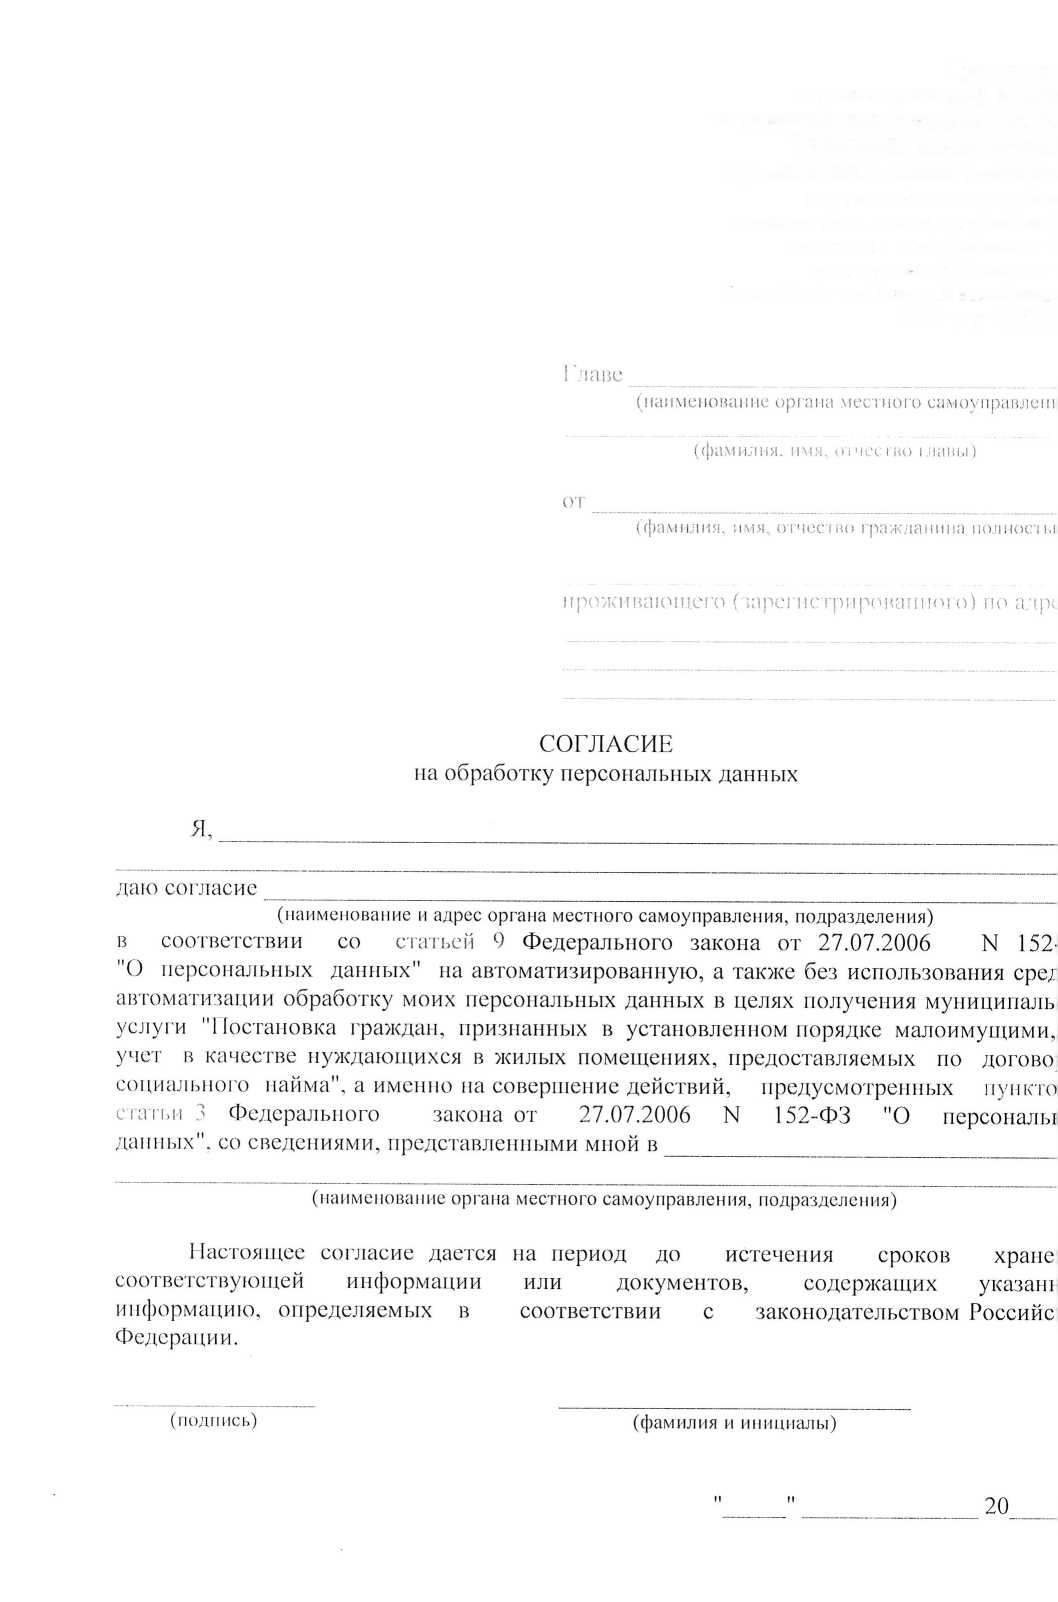 Главе
(наименование органа местного самоуправлени
(фамилия, имя, отчество главы)
от
(фамилия, имя, отчество гражданина полность
проживающего (зарегистрированного) по адре
СОГЛАСИЕ
на обработку персональных данных
Я,
даю согласие
(наименование и адрес органа местного самоуправления, подразделения)
в соответствии со статьей 9 Федерального закона от 27.07.2006 N 152-
"О персональных данных" на автоматизированную, а также без использования сред
автоматизации обработку моих персональных данных в целях получения муниципаль
услуги "Постановка граждан, признанных в установленном порядке малоимущими,
учет в качестве нуждающихся в жилых помещениях, предоставляемых по догово
социального найма", а именно на совершение действий, предусмотренных пункто
статьи 3 Федерального закона от 27.07.2006 N 152-ФЗ "О персональн
данных", со сведениями, представленными мной в
(наименование органа местного самоуправления, подразделения)
Настоящее согласие дается на период до истечения сроков хране
соответствующей информации или документов, содержащих указанн
информацию, определяемых в соответствии с законодательством Российс
Федерации.
(подпись) (фамилия и инициалы)
"_____" ______________ 20____